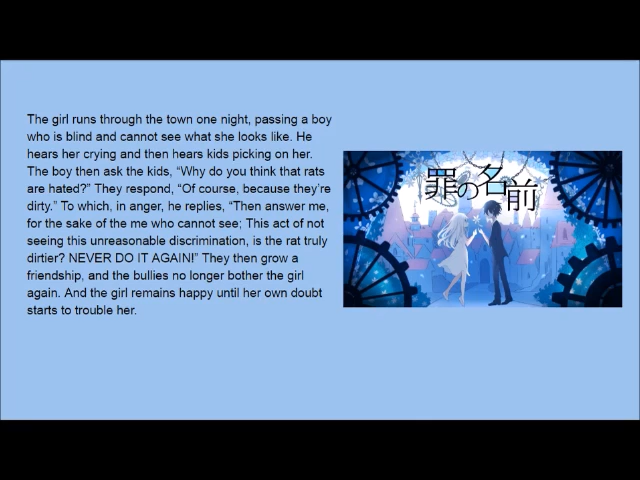 The girl runs through the town one night, passing a boy
who is blind and cannot see what she looks like. He
hears her crying and then hears kids picking on her.
The boy then ask the kids, “Why do you think that rats
are hated?” They respond, “Of course, because they’re
dirty.” To which, in anger, he replies, “Then answer me,
for the sake of the me who cannot see; This act of not
seeing this unreasonable discrimination, is the rat truly
dirtier? NEVER DO IT AGAIN!” They then grow a
friendship, and the bullies no longer bother the girl
again. And the girl remains happy until her own doubt
starts to trouble her.
罪の名前